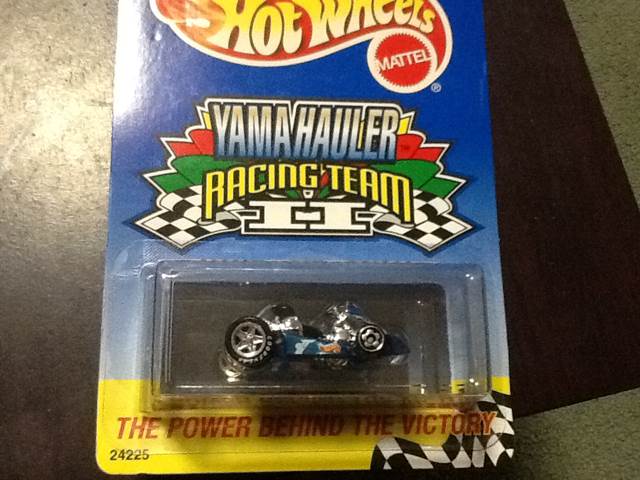 HOT WHEELS
MATTEL
®
YAMAHAULER
RACING TEAM
II
THE POWER BEHIND THE VICTORY
24225